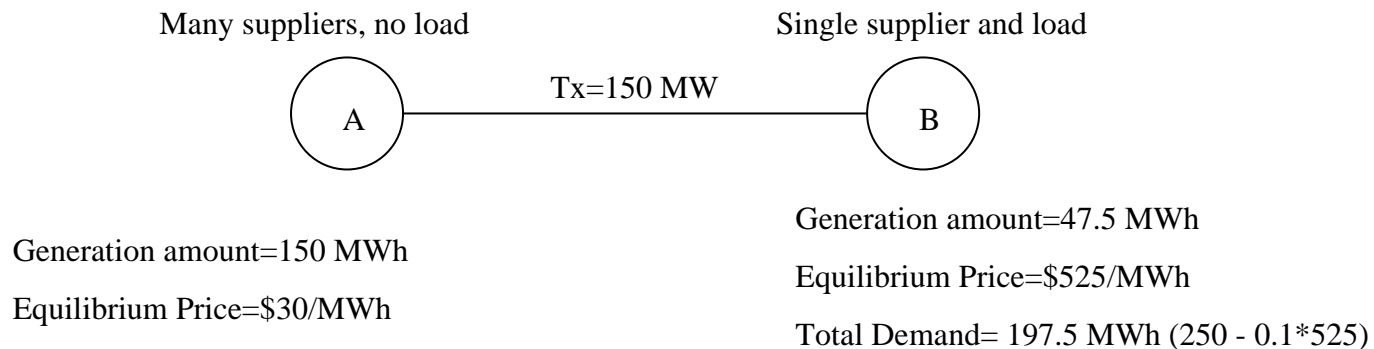 Many suppliers, no load
Single supplier and load
Tx=150 MW
A
B
Generation amount=150 MWh
Equilibrium Price=$30/MWh
Generation amount=47.5 MWh
Equilibrium Price=$525/MWh
Total Demand= 197.5 MWh (250 - 0.1*525)